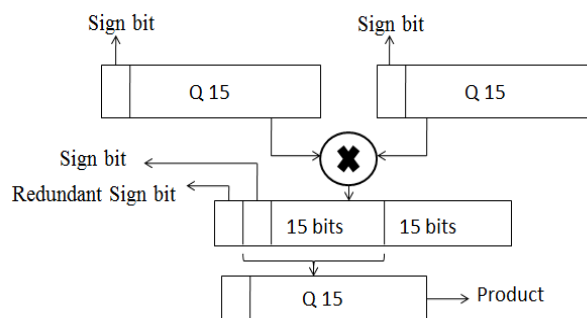 Sign bit
Sign bit
Q 15
Q 15
Sign bit
Redundant Sign bit
15 bits
15 bits
Q 15
Product